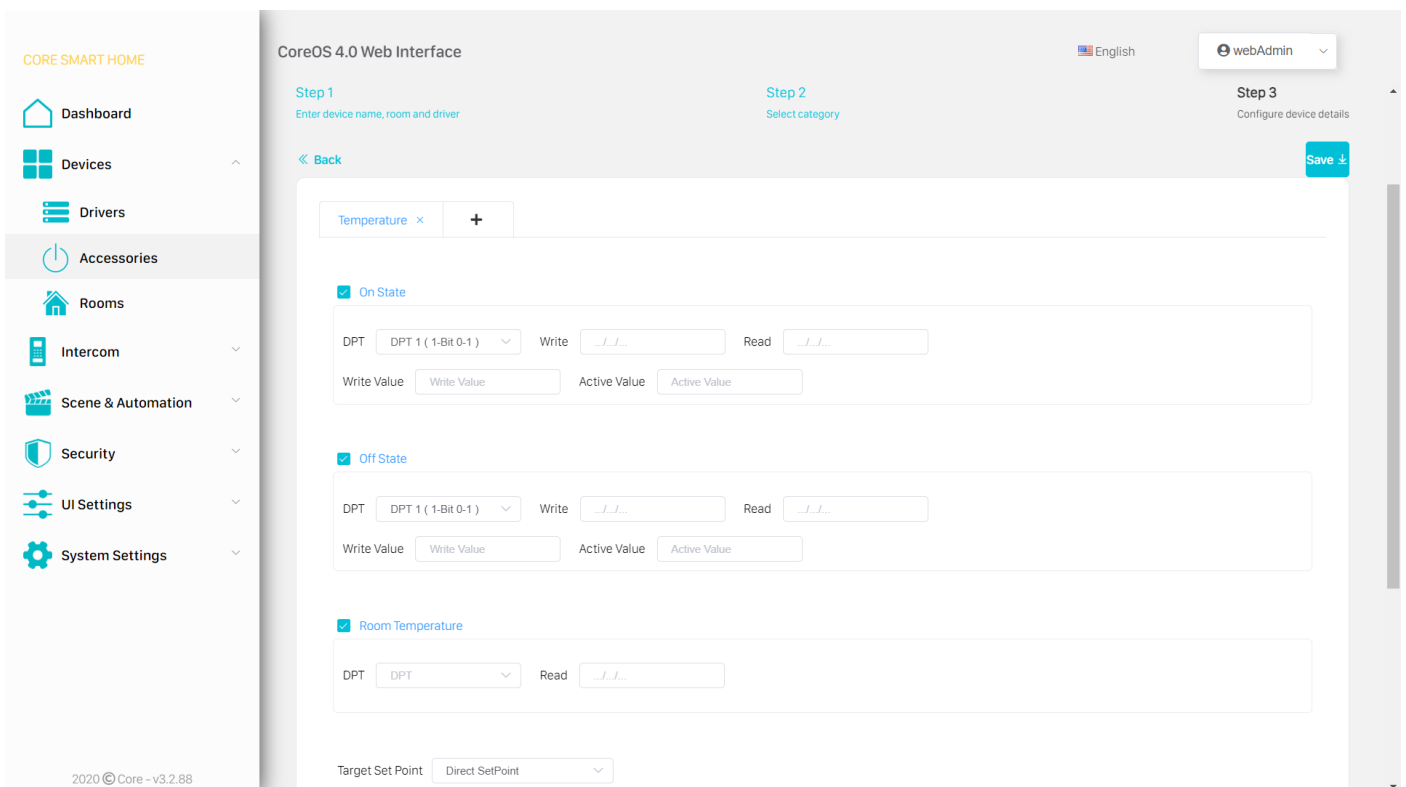 CORE SMART HOME
Dashboard
Devices
Drivers
Accessories
Rooms
Intercom
Scene & Automation
Security
UI Settings
System Settings
2020 © Core - v3.2.88
CoreOS 4.0 Web Interface
English
webAdmin
Step 1
Enter device name, room and driver
Step 2
Select category
Step 3
Configure device details
Back
Save
Temperature × +
On State
DPT DPT 1 ( 1-Bit 0-1 ) Write .../.../... Read .../.../...
Write Value Write Value Active Value Active Value
Off State
DPT DPT 1 ( 1-Bit 0-1 ) Write .../.../... Read .../.../...
Write Value Write Value Active Value Active Value
Room Temperature
DPT DPT Read .../.../...
Target Set Point Direct SetPoint